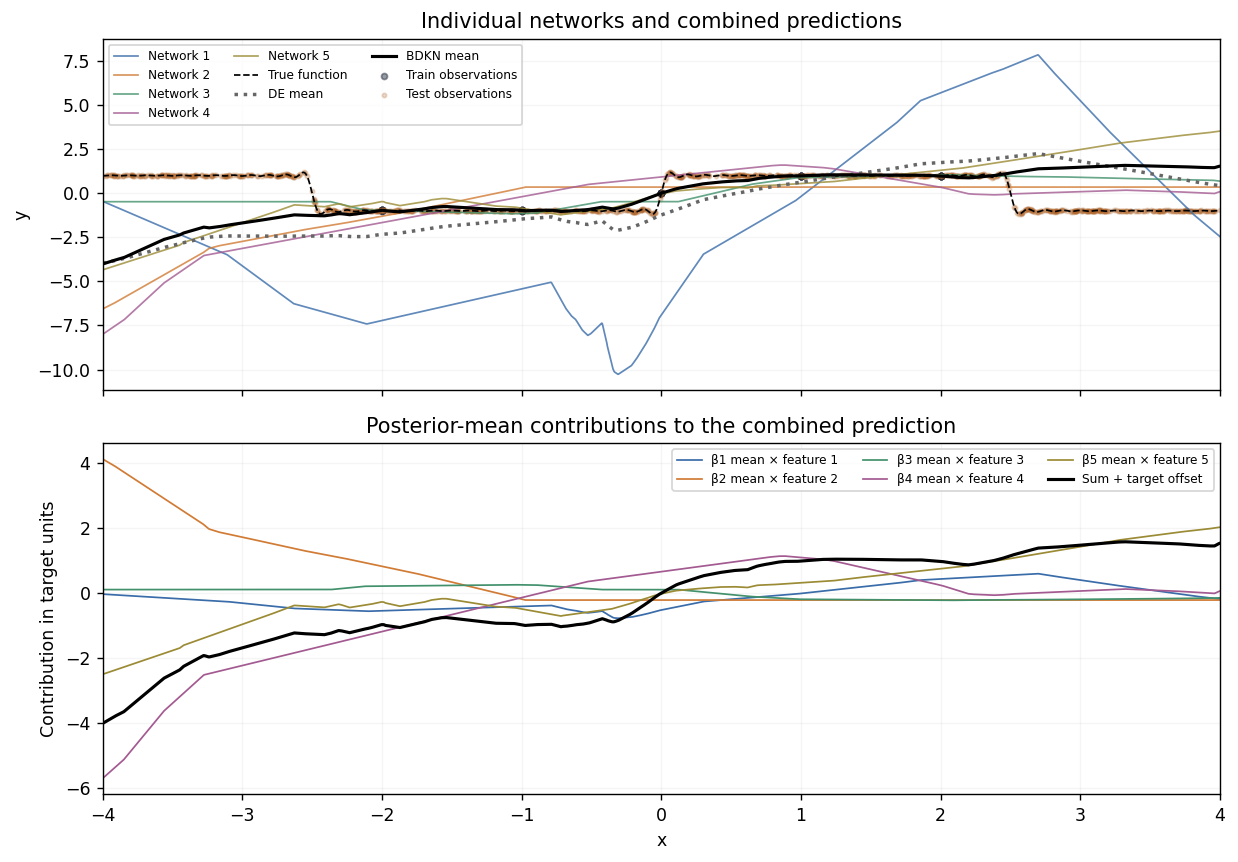 Individual networks and combined predictions
7.5
5.0
2.5
0.0
−2.5
−5.0
−7.5
−10.0
y
Network 1
Network 2
Network 3
Network 4
Network 5
True function
DE mean
BDKN mean
Train observations
Test observations
Posterior-mean contributions to the combined prediction
4
2
0
−2
−4
−6
Contribution in target units
β1 mean × feature 1
β2 mean × feature 2
β3 mean × feature 3
β4 mean × feature 4
β5 mean × feature 5
Sum + target offset
−4
−3
−2
−1
0
1
2
3
4
x